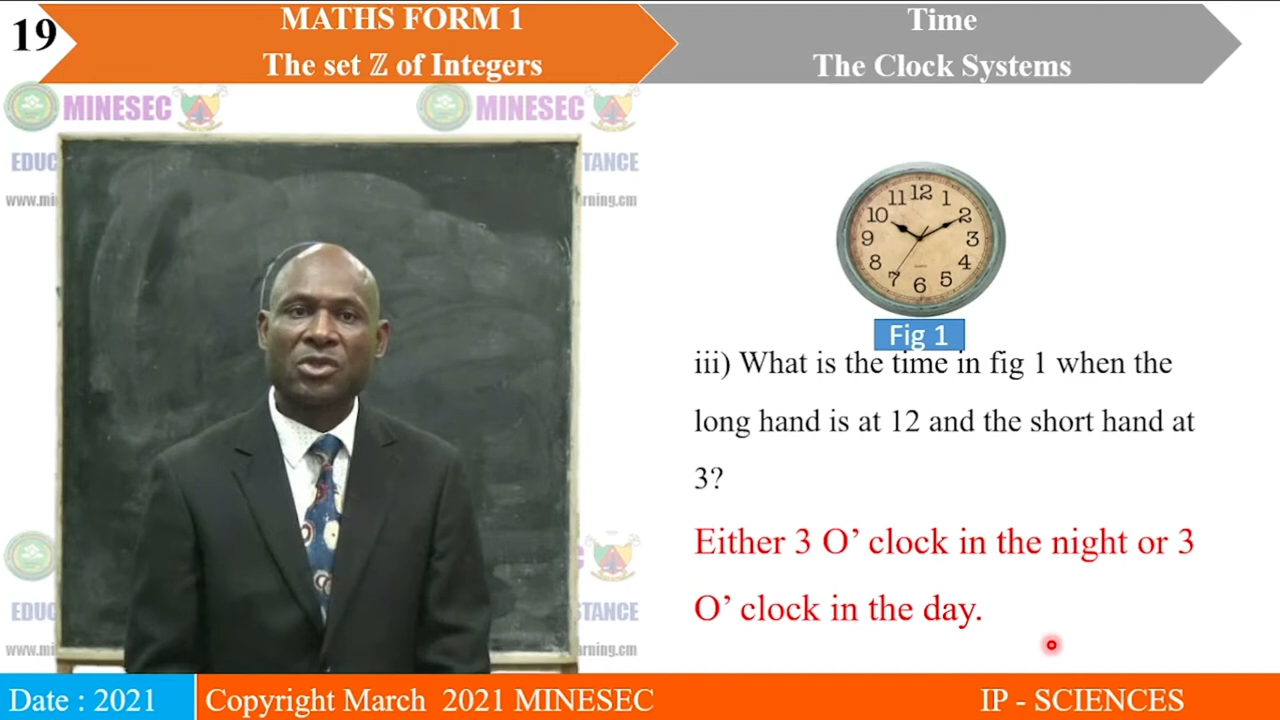 19
MATHS FORM 1
The set ℤ of Integers
Time
The Clock Systems
MINESEC
MINESEC
EDUC
TANCE
www.mi
rning.cm
12
11
1
10
2
9
3
8
4
7
5
6
Fig 1
iii) What is the time in fig 1 when the
long hand is at 12 and the short hand at
3?
Either 3 O’ clock in the night or 3
O’ clock in the day.
EDUC
STANCE
www.mi
rning.cm
Date : 2021
Copyright March 2021 MINESEC
IP - SCIENCES